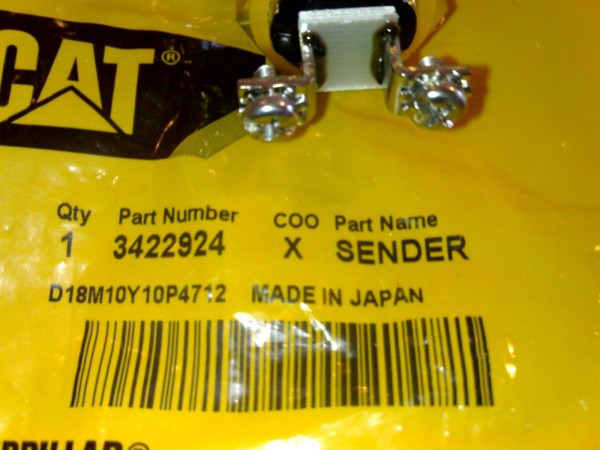 CAT®
Qty Part Number COO Part Name
1 3422924 X SENDER
D18M10Y10P4712 MADE IN JAPAN